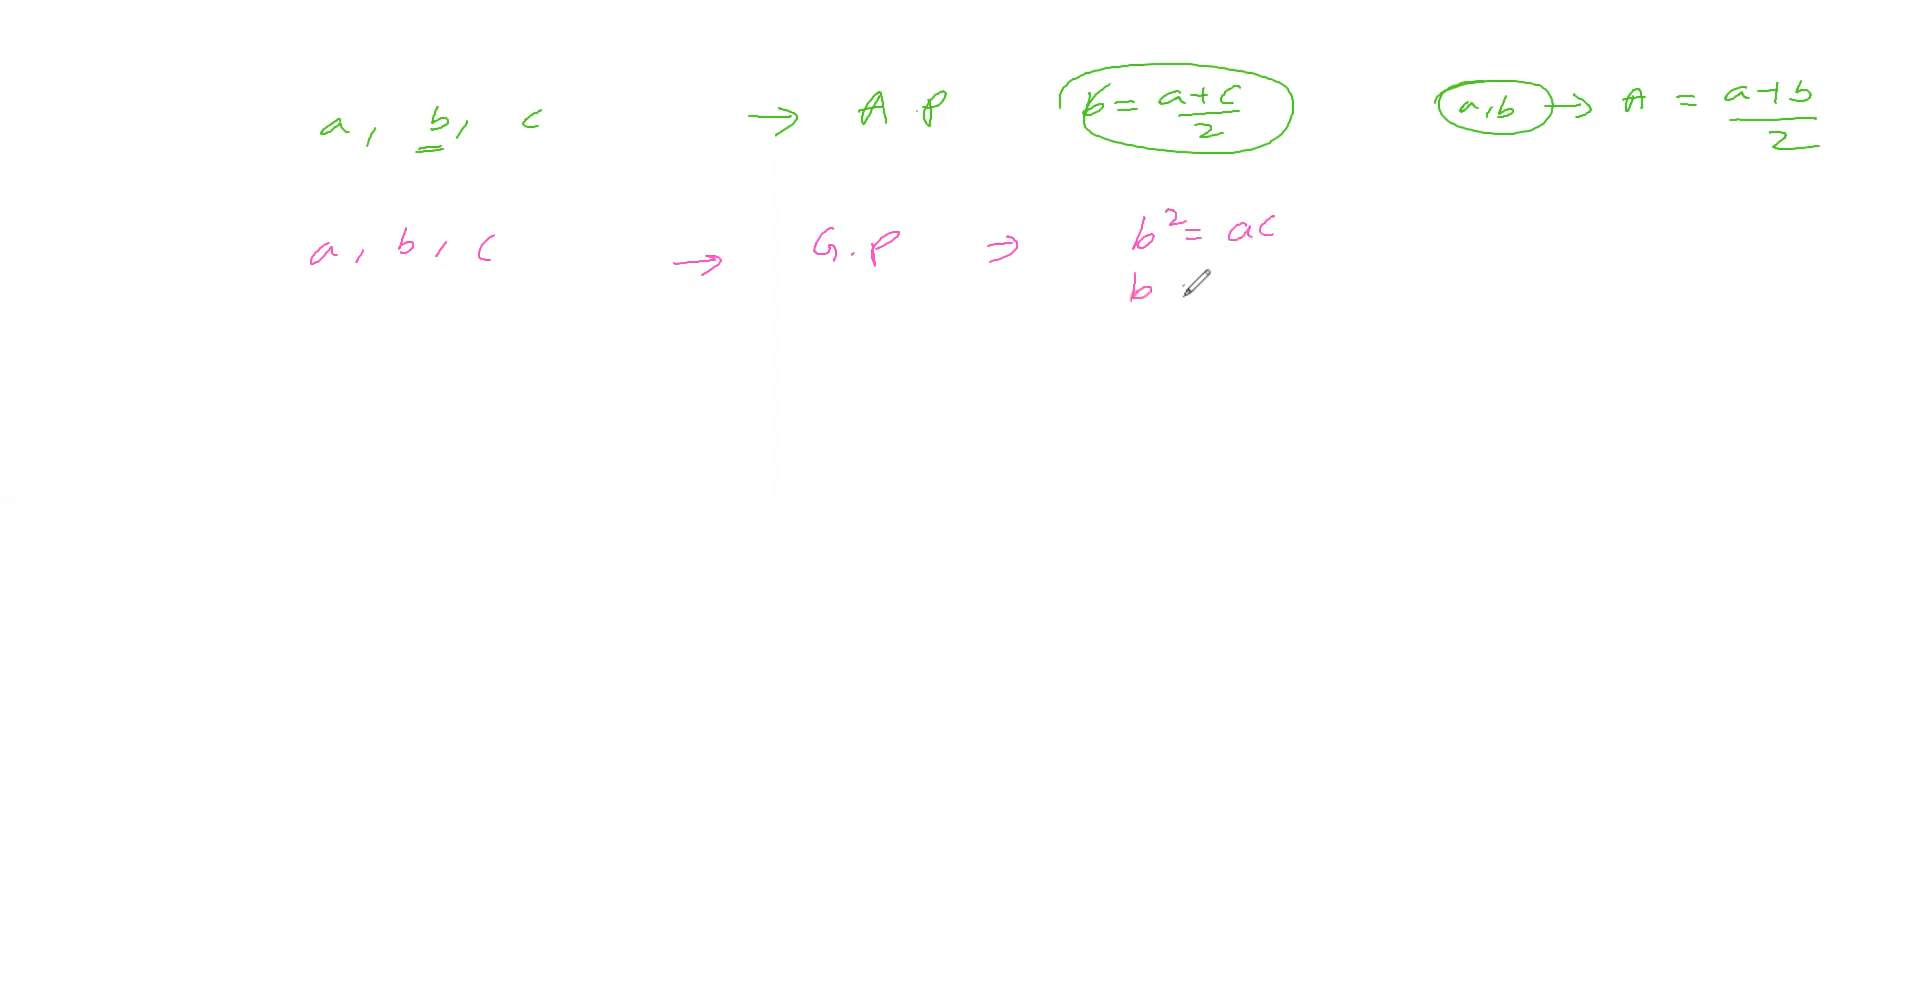 a, b, c → A.P b = a+c/2 a,b → A = a+b/2
a, b, c → G.P ⇒ b² = ac
b